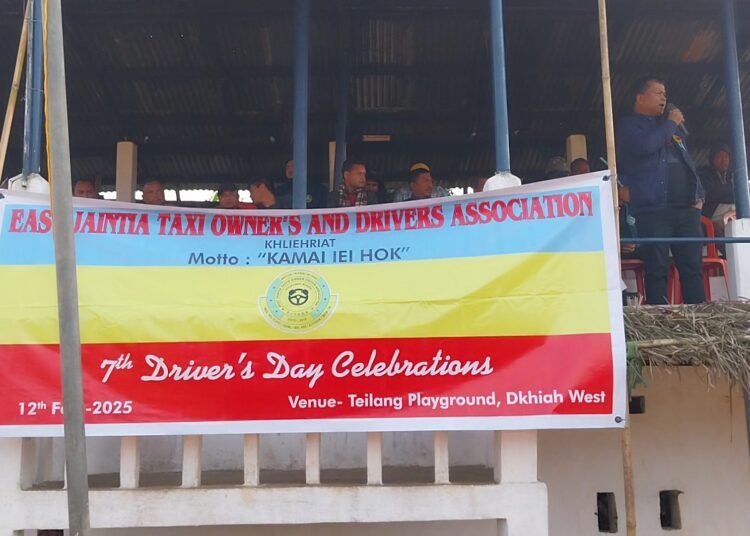 EAST JAINTIA TAXI OWNER'S AND DRIVERS ASSOCIATION
KHLIEHRIAT
Motto : "KAMAI IEI HOK"
7th Driver's Day Celebrations
12th Feb-2025
Venue- Teilang Playground, Dkhiah West